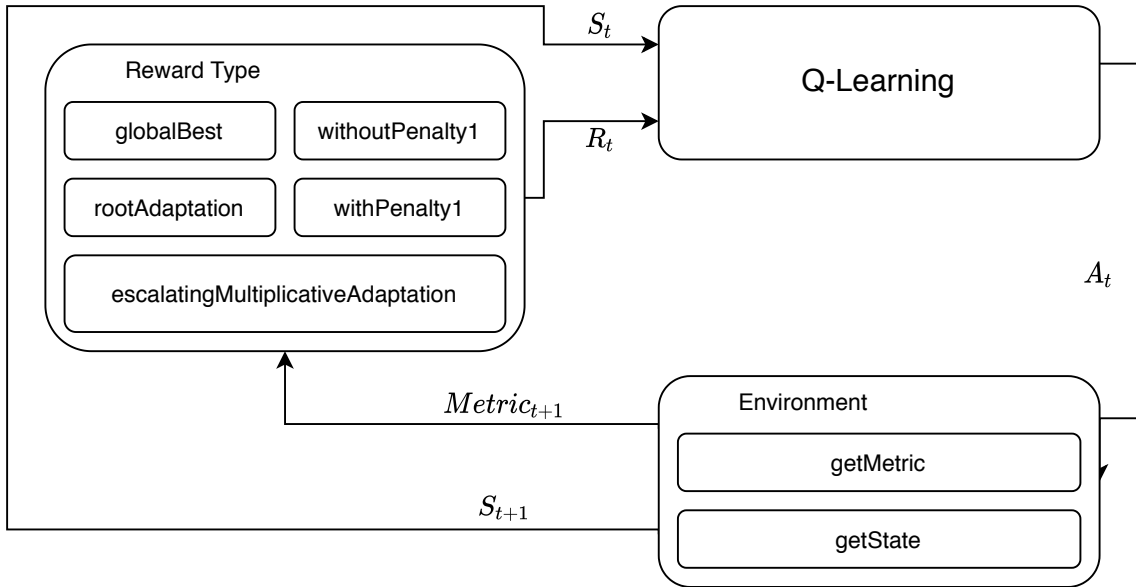 S_t
Q-Learning
Reward Type
globalBest
withoutPenalty1
R_t
rootAdaptation
withPenalty1
A_t
escalatingMultiplicativeAdaptation
Metric_{t+1}
Environment
getMetric
S_{t+1}
getState